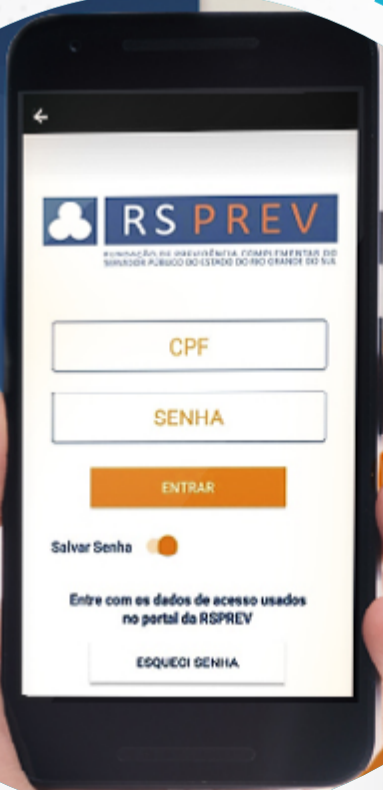 RS PREV
FUNDAÇÃO DE PREVIDÊNCIA COMPLEMENTAR DO
SERVIDOR PÚBLICO DO ESTADO DO RIO GRANDE DO SUL
CPF
SENHA
ENTRAR
Salvar Senha
Entre com os dados de acesso usados
no portal da RSPREV
ESQUECI SENHA